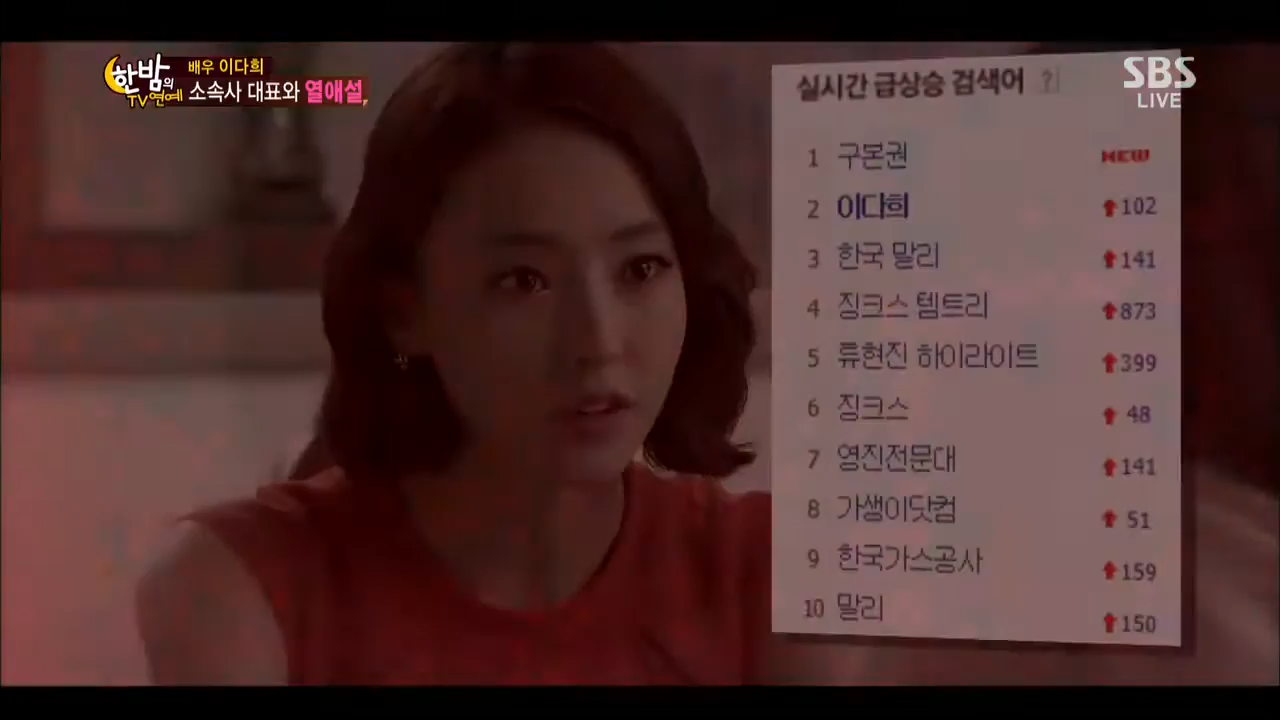 한밤의
TV연예
배우 이다희
소속사 대표와 열애설
SBS
LIVE
실시간 급상승 검색어 ?
1 구본권 NEW
2 이다희 102
3 한국 말리 141
4 징크스 템트리 873
5 류현진 하이라이트 399
6 징크스 48
7 영진전문대 141
8 가생이닷컴 51
9 한국가스공사 159
10 말리 150